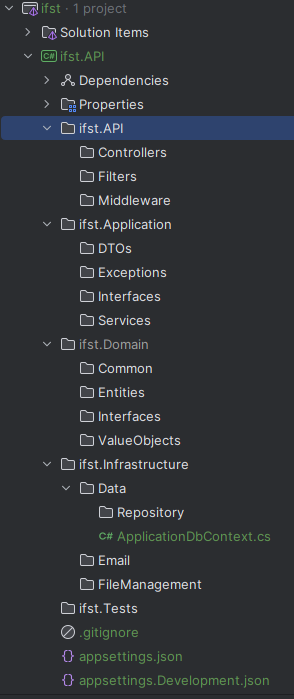 ifst · 1 project
Solution Items
C# ifst.API
Dependencies
Properties
ifst.API
Controllers
Filters
Middleware
ifst.Application
DTOs
Exceptions
Interfaces
Services
ifst.Domain
Common
Entities
Interfaces
ValueObjects
ifst.Infrastructure
Data
Repository
C# ApplicationDbContext.cs
Email
FileManagement
ifst.Tests
.gitignore
{} appsettings.json
{} appsettings.Development.json